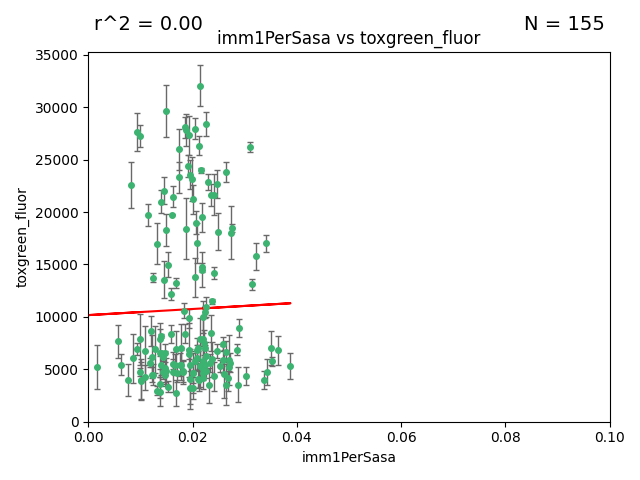 r^2 = 0.00
N = 155
imm1PerSasa vs toxgreen_fluor
35000
30000
25000
20000
15000
10000
5000
0
toxgreen_fluor
0.00
0.02
0.04
0.06
0.08
0.10
imm1PerSasa